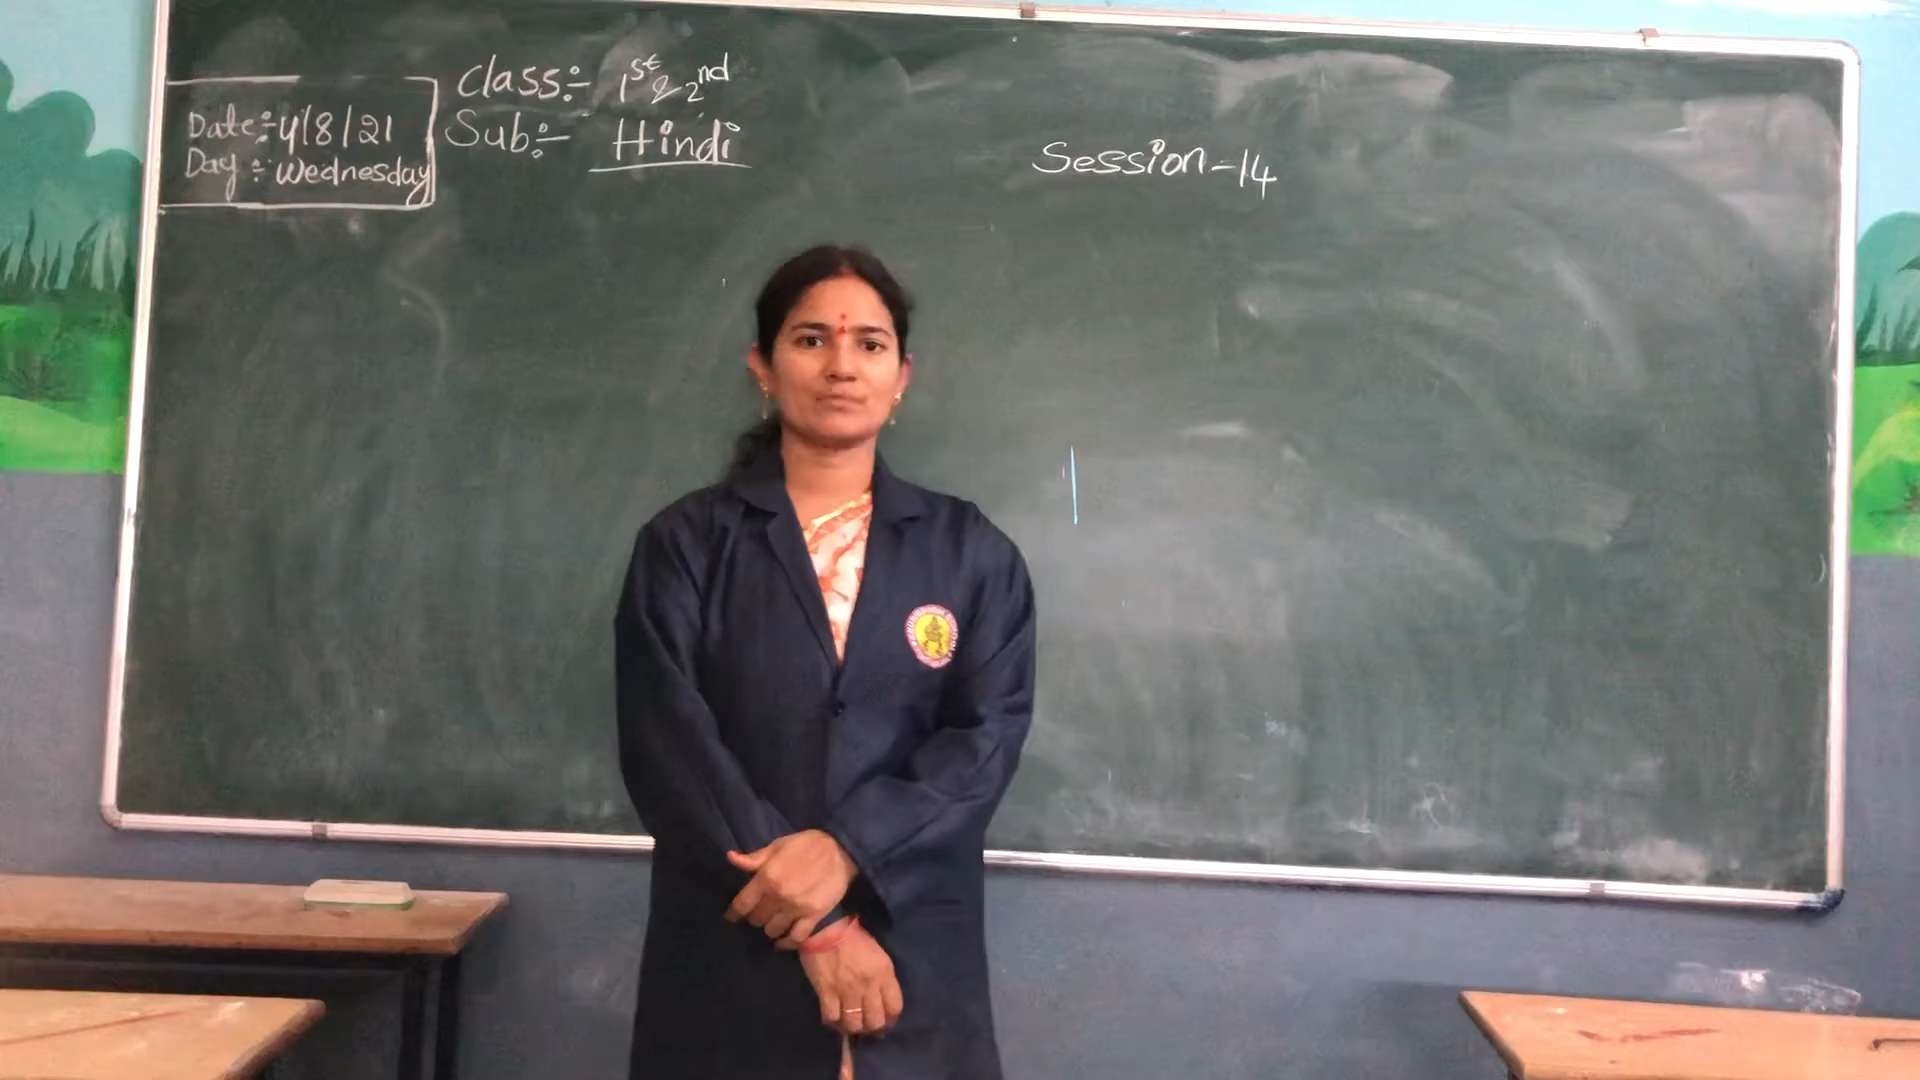 Class:- 1st & 2nd
Date:- 4/8/21
Sub:- Hindi
Day:- Wednesday
Session-14